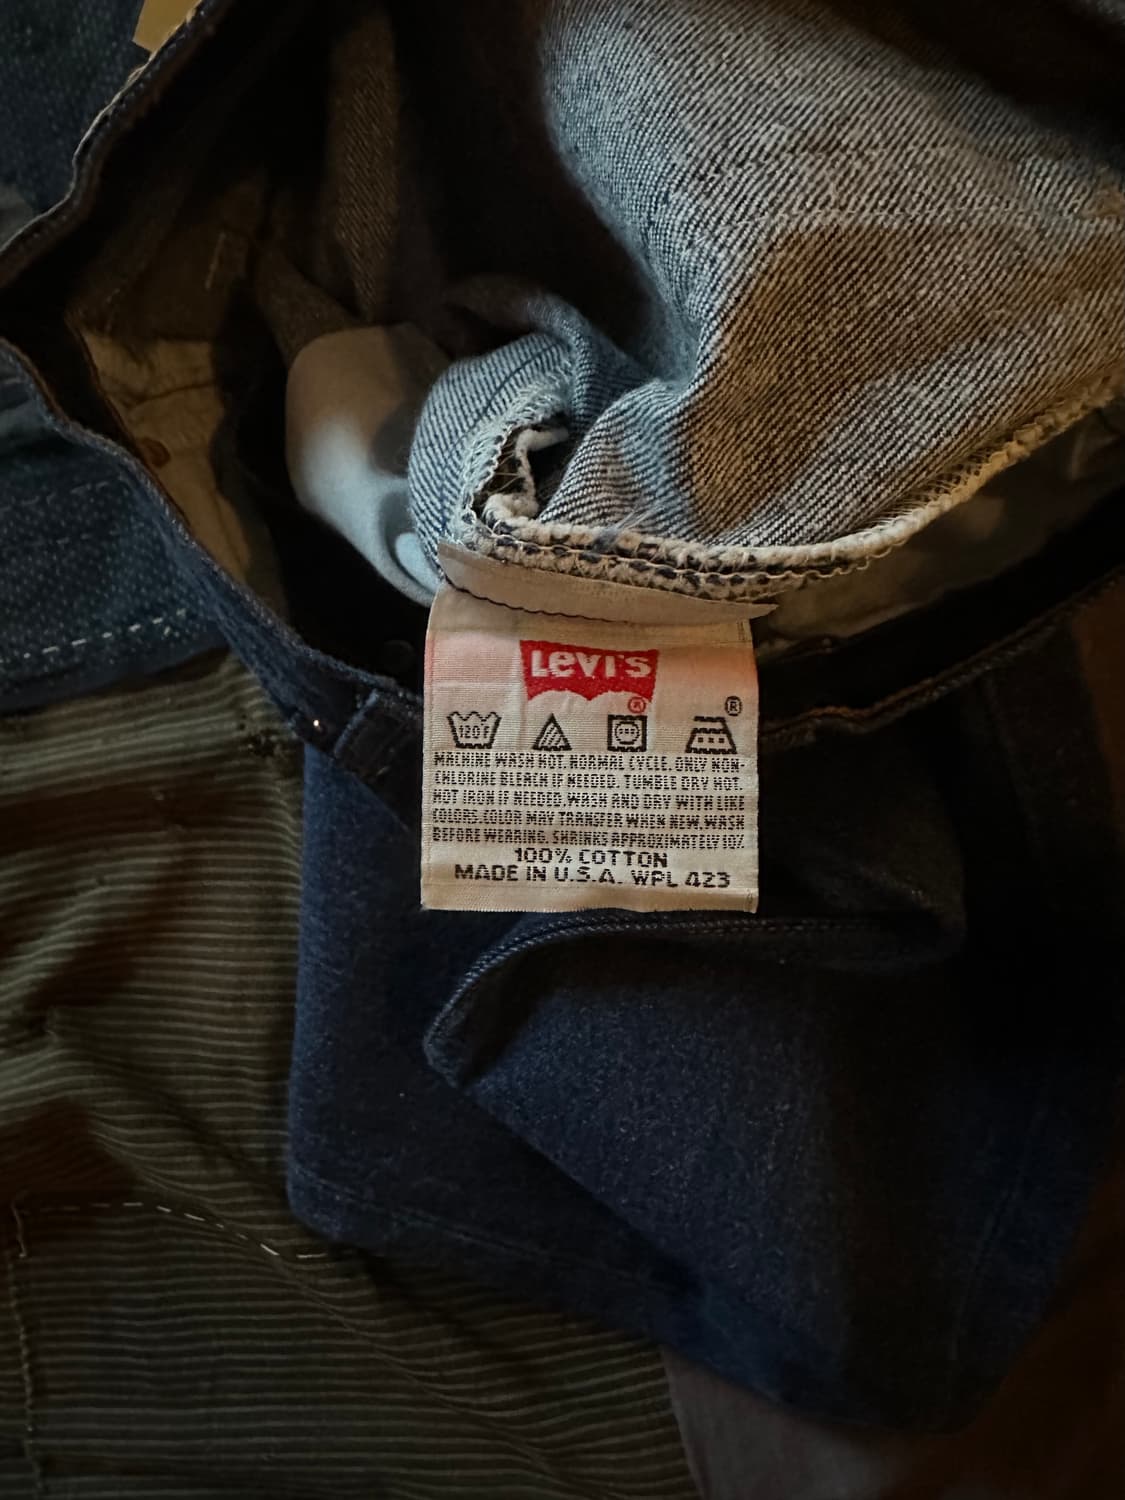 Levi's
®
®
120F
MACHINE WASH HOT. NORMAL CYCLE. ONLY NON-
CHLORINE BLEACH IF NEEDED. TUMBLE DRY HOT.
HOT IRON IF NEEDED.WASH AND DRY WITH LIKE
COLORS.COLOR MAY TRANSFER WHEN NEW.WASH
BEFORE WEARING. SHRINKS APPROXIMATELY 10%.
100% COTTON
MADE IN U.S.A. WPL 423